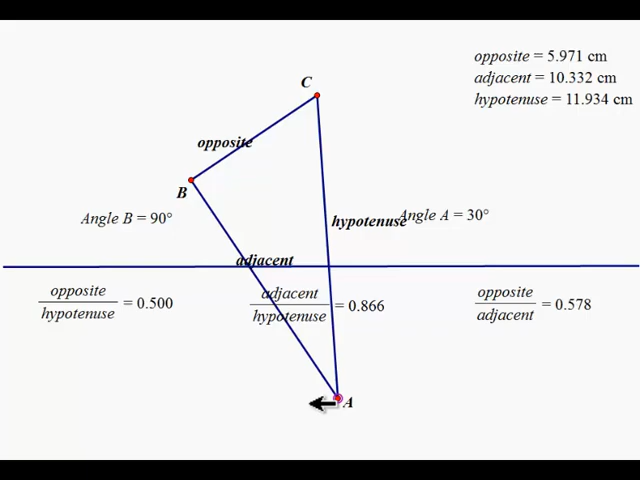 opposite = 5.971 cm
adjacent = 10.332 cm
hypotenuse = 11.934 cm
C
opposite
B
Angle B = 90°
hypotenuse
Angle A = 30°
adjacent
opposite
hypotenuse
= 0.500
adjacent
hypotenuse
= 0.866
opposite
adjacent
= 0.578
A